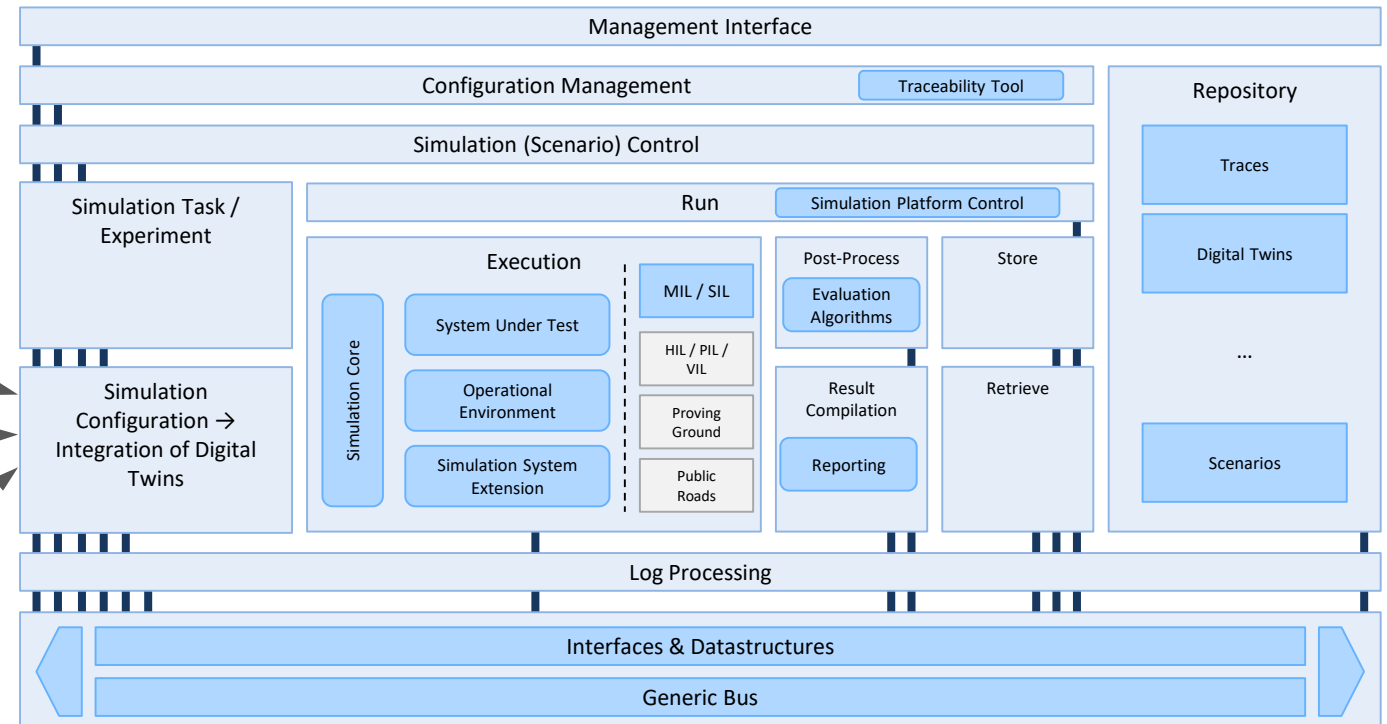 Management Interface
Configuration Management
Traceability Tool
Repository
Simulation (Scenario) Control
Traces
Simulation Task /
Experiment
Run
Simulation Platform Control
Execution
Simulation Core
System Under Test
Operational
Environment
Simulation System
Extension
MIL / SIL
HIL / PIL /
VIL
Proving
Ground
Public
Roads
Post-Process
Evaluation
Algorithms
Store
Digital Twins
...
Simulation
Configuration →
Integration of Digital
Twins
Result
Compilation
Reporting
Retrieve
Scenarios
Log Processing
Interfaces & Datastructures
Generic Bus